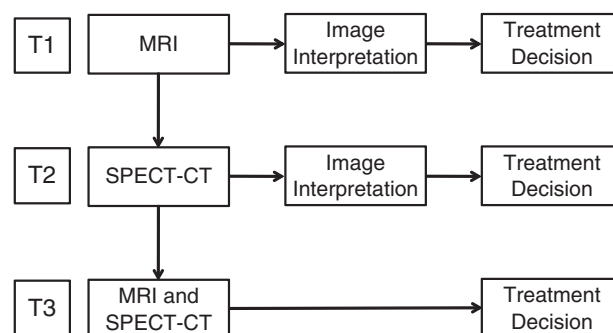 T1
MRI
Image
Interpretation
Treatment
Decision
T2
SPECT-CT
Image
Interpretation
Treatment
Decision
T3
MRI and
SPECT-CT
Treatment
Decision